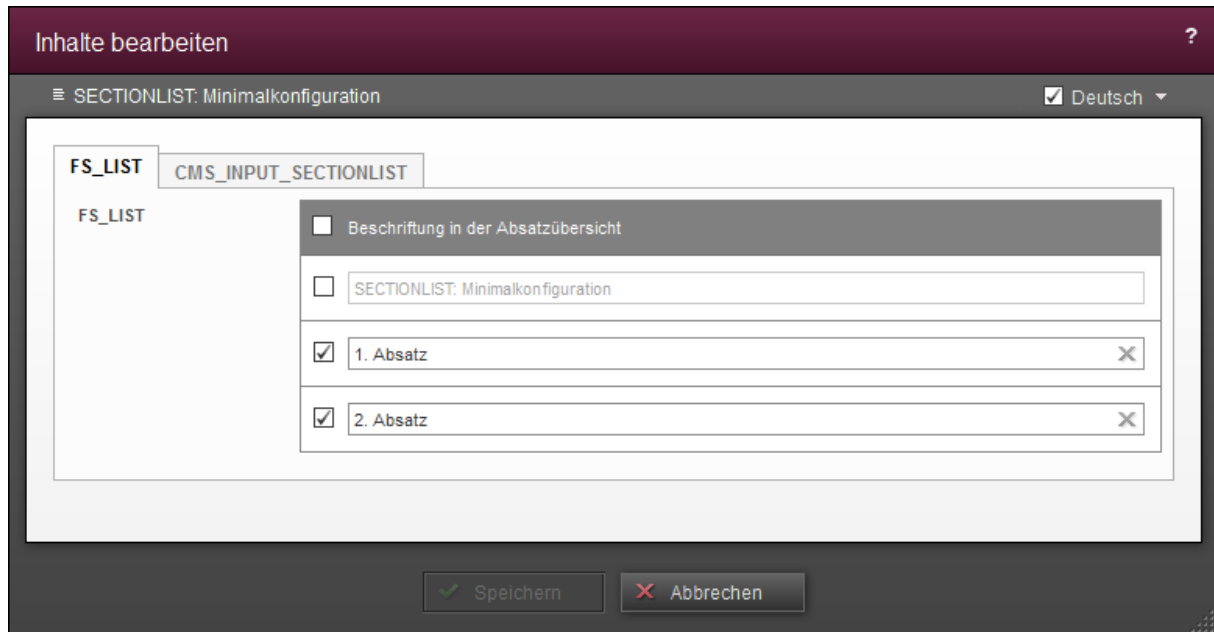 Inhalte bearbeiten ?
SECTIONLIST: Minimalkonfiguration Deutsch
FS_LIST CMS_INPUT_SECTIONLIST
FS_LIST
Beschriftung in der Absatzübersicht
SECTIONLIST: Minimalkonfiguration
1. Absatz
2. Absatz
Speichern Abbrechen